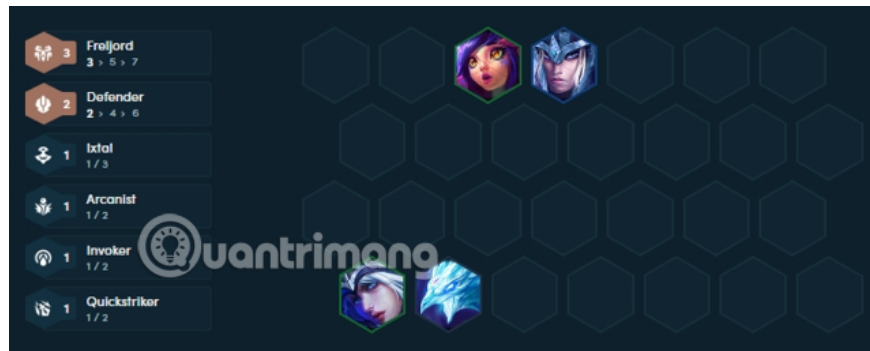 3 Freljord
3 > 5 > 7
2 Defender
2 > 4 > 6
1 Ixtal
1 / 3
1 Arcanist
1 / 2
1 Invoker
1 / 2
1 Quickstriker
1 / 2
Quantrimang